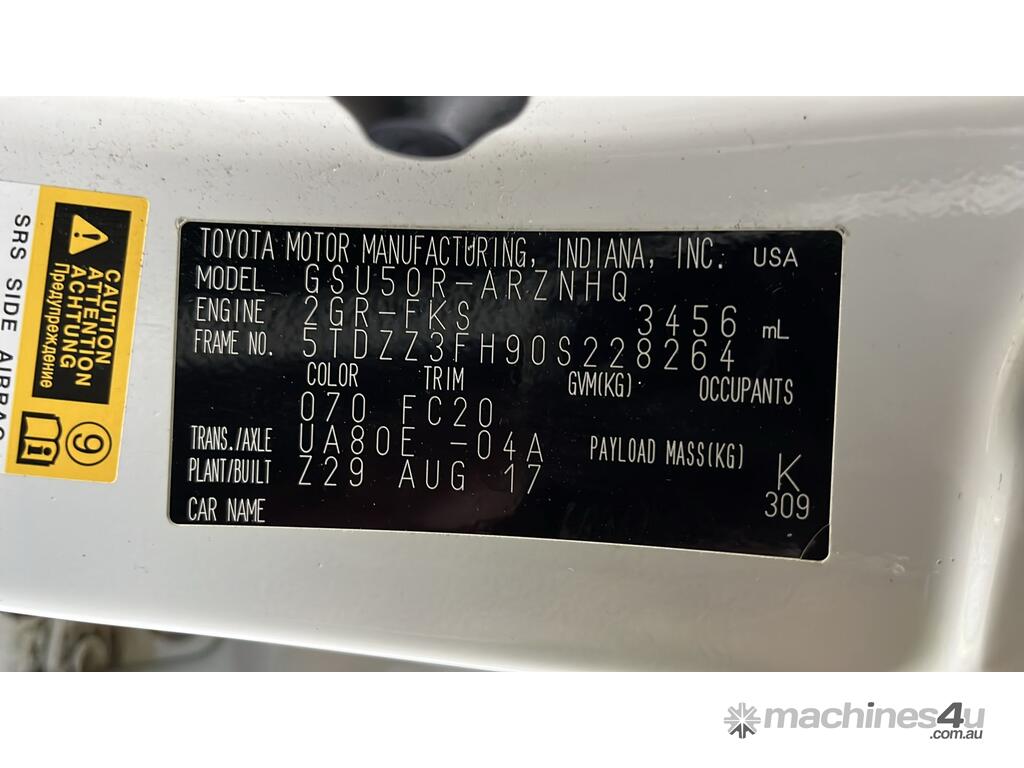 TOYOTA MOTOR MANUFACTURING, INDIANA, INC. USA
MODEL GSU50R-ARZNHQ
ENGINE 2GR-FKS 3456 mL
FRAME NO. 5TDZZ3FH90S228264
COLOR TRIM GVM(KG) OCCUPANTS
070 FC20
TRANS./AXLE UA80E -04A PAYLOAD MASS(KG)
PLANT/BUILT Z29 AUG 17 K
CAR NAME 309
CAUTION
ATTENTION
ACHTUNG
Предупреждение
9
SRS SIDE AIRBAG
machines4u
.com.au